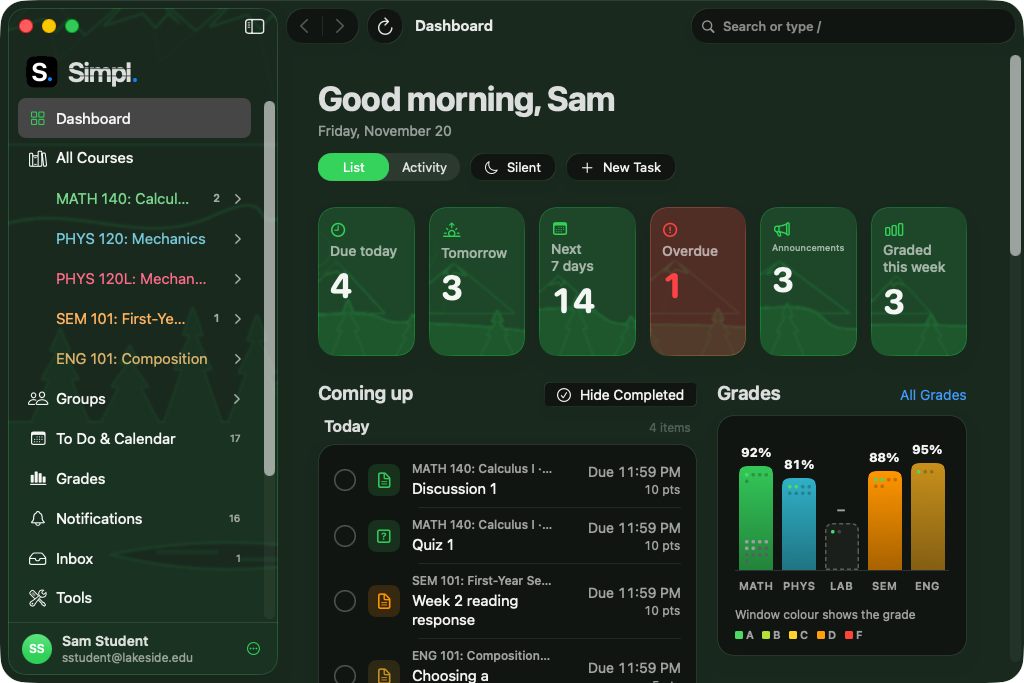 Dashboard
Search or type /
S.
Simpl.
Dashboard
All Courses
MATH 140: Calcul... 2
PHYS 120: Mechanics
PHYS 120L: Mechan...
SEM 101: First-Ye... 1
ENG 101: Composition
Groups
To Do & Calendar 17
Grades
Notifications 16
Inbox 1
Tools
SS
Sam Student
sstudent@lakeside.edu
Good morning, Sam
Friday, November 20
List Activity Silent New Task
Due today
4
Tomorrow
3
Next
7 days
14
Overdue
1
Announcements
3
Graded
this week
3
Coming up
Hide Completed
Today
4 items
MATH 140: Calculus I ·...
Discussion 1
Due 11:59 PM
10 pts
MATH 140: Calculus I ·...
Quiz 1
Due 11:59 PM
10 pts
SEM 101: First-Year Se...
Week 2 reading
response
Due 11:59 PM
10 pts
ENG 101: Composition...
Choosing a
Due 11:59 PM
Grades
All Grades
92% 81% – 88% 95%
MATH PHYS LAB SEM ENG
Window colour shows the grade
A B C D F